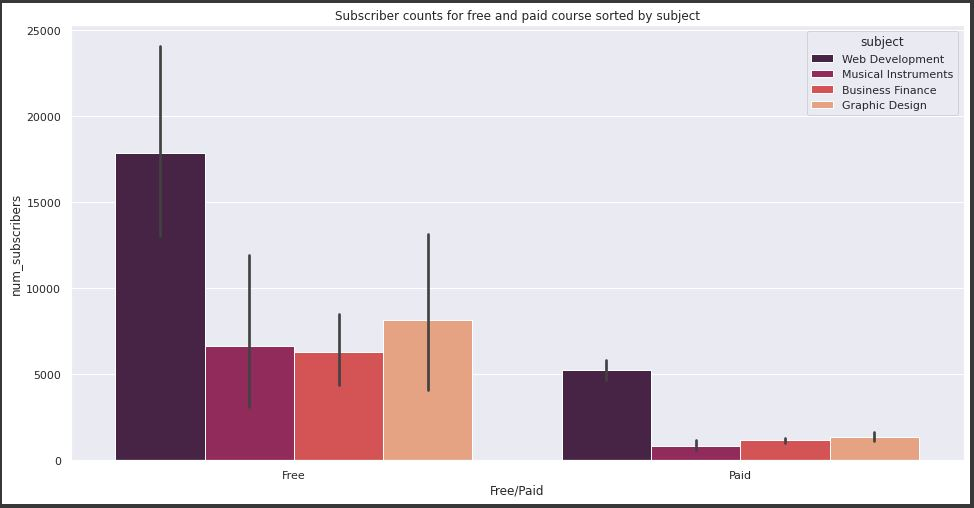 Subscriber counts for free and paid course sorted by subject
25000
20000
15000
10000
5000
0
num_subscribers
subject
Web Development
Musical Instruments
Business Finance
Graphic Design
Free
Paid
Free/Paid